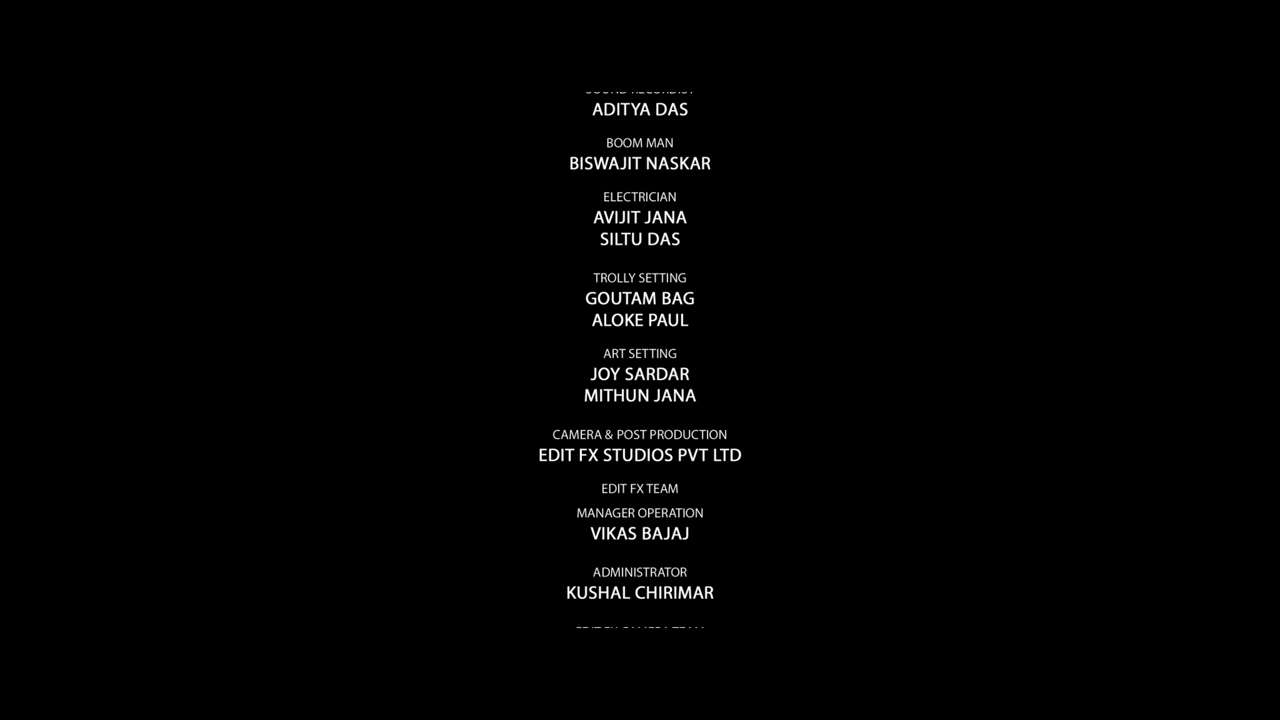 SOUND RECORDIST
ADITYA DAS
BOOM MAN
BISWAJIT NASKAR
ELECTRICIAN
AVIJIT JANA
SILTU DAS
TROLLY SETTING
GOUTAM BAG
ALOKE PAUL
ART SETTING
JOY SARDAR
MITHUN JANA
CAMERA & POST PRODUCTION
EDIT FX STUDIOS PVT LTD
EDIT FX TEAM
MANAGER OPERATION
VIKAS BAJAJ
ADMINISTRATOR
KUSHAL CHIRIMAR